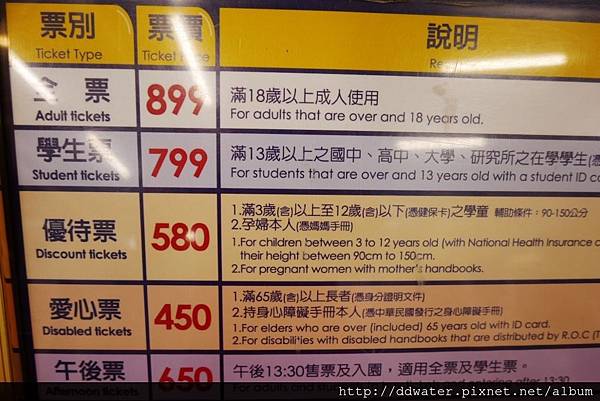 票別
Ticket Type
票價
Ticket
說明
全票
Adult tickets
899
滿18歲以上成人使用
For adults that are over and 18 years old.
學生票
Student tickets
799
滿13歲以上之國中、高中、大學、研究所之在學學生(憑
For students that are over and 13 years old with a student ID ca
優待票
Discount tickets
580
1.滿3歲(含)以上至12歲(含)以下(憑健保卡)之學童 輔助條件：90-150公分
2.孕婦本人(憑媽媽手冊)
1.For children between 3 to 12 years old (with National Health Insurance c
their height between 90cm to 150cm.
2.For pregnant women with mother's handbooks.
愛心票
Disabled tickets
450
1.滿65歲(含)以上長者(憑身分證明文件)
2.持身心障礙手冊本人(憑中華民國發行之身心障礙手冊)
1.For elders who are over (included) 65 years old with ID card.
2.For disabilities with disabled handbooks that are distributed by R.O.C (T
午後票
Afternoon tickets
650
午後13:30售票及入園，適用全票及學生票。
For adults and entering after 13:30
http://ddwater.pixnet.net/album